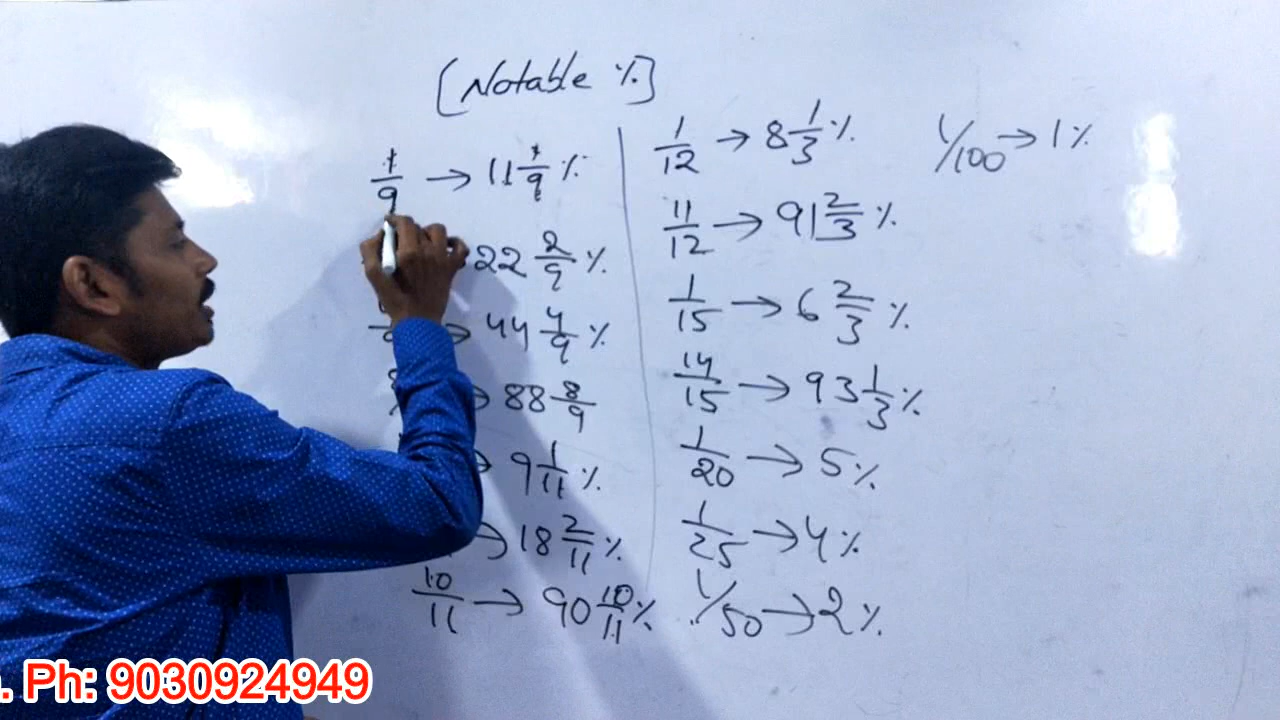 [Notable %]
1/9 → 11 1/9 %
22 2/9 %
→ 44 4/9 %
→ 88 8/9
→ 9 1/11 %
→ 18 2/11 %
10/11 → 90 10/11 %
1/12 → 8 1/3 %
11/12 → 91 2/3 %
1/15 → 6 2/3 %
14/15 → 93 1/3 %
1/20 → 5 %
1/25 → 4 %
1/50 → 2 %
1/100 → 1 %
. Ph: 9030924949